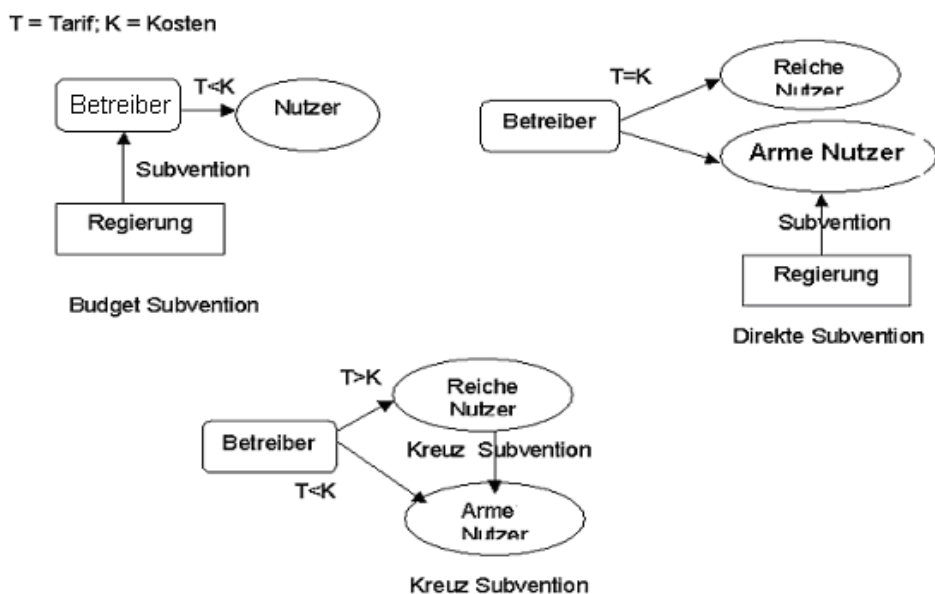 T = Tarif; K = Kosten
Betreiber
T<K
Nutzer
Subvention
Regierung
Budget Subvention
T=K
Reiche
Nutzer
Betreiber
Arme Nutzer
Subvention
Regierung
Direkte Subvention
T>K
Reiche
Nutzer
Betreiber
Kreuz Subvention
T<K
Arme
Nutzer
Kreuz Subvention